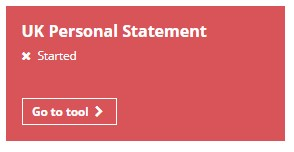 UK Personal Statement
✖ Started
Go to tool